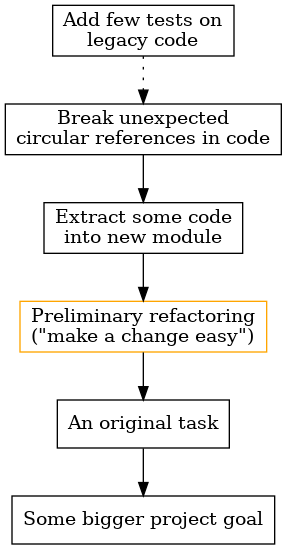 Add few tests on
legacy code
Break unexpected
circular references in code
Extract some code
into new module
Preliminary refactoring
("make a change easy")
An original task
Some bigger project goal